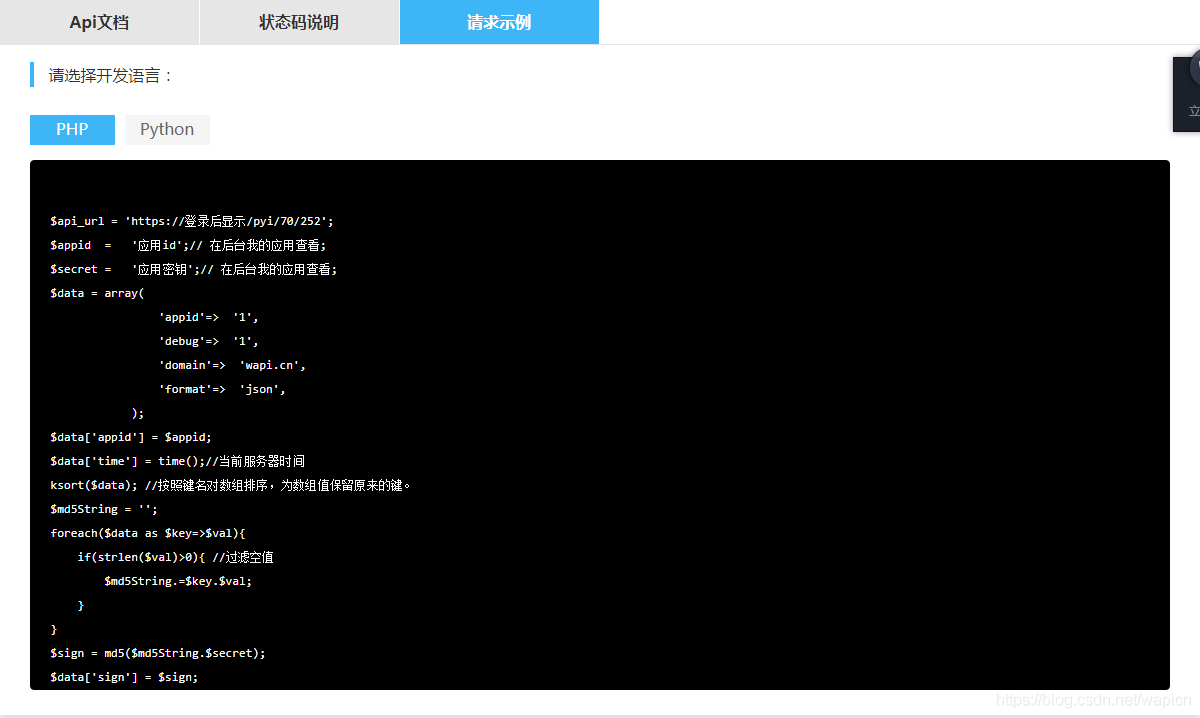 Api文档 状态码说明 请求示例
请选择开发语言：
立
PHP Python
$api_url = 'https://登录后显示/pyi/70/252';
$appid  =   '应用id';// 在后台我的应用查看;
$secret =   '应用密钥';// 在后台我的应用查看;
$data = array(
                'appid'=>  '1',
                'debug'=>  '1',
                'domain'=>  'wapi.cn',
                'format'=>  'json',
            );
$data['appid'] = $appid;
$data['time'] = time();//当前服务器时间
ksort($data); //按照键名对数组排序，为数组值保留原来的键。
$md5String = '';
foreach($data as $key=>$val){
    if(strlen($val)>0){ //过滤空值
        $md5String.=$key.$val;
    }
}
$sign = md5($md5String.$secret);
$data['sign'] = $sign;
https://blog.csdn.net/wapicn